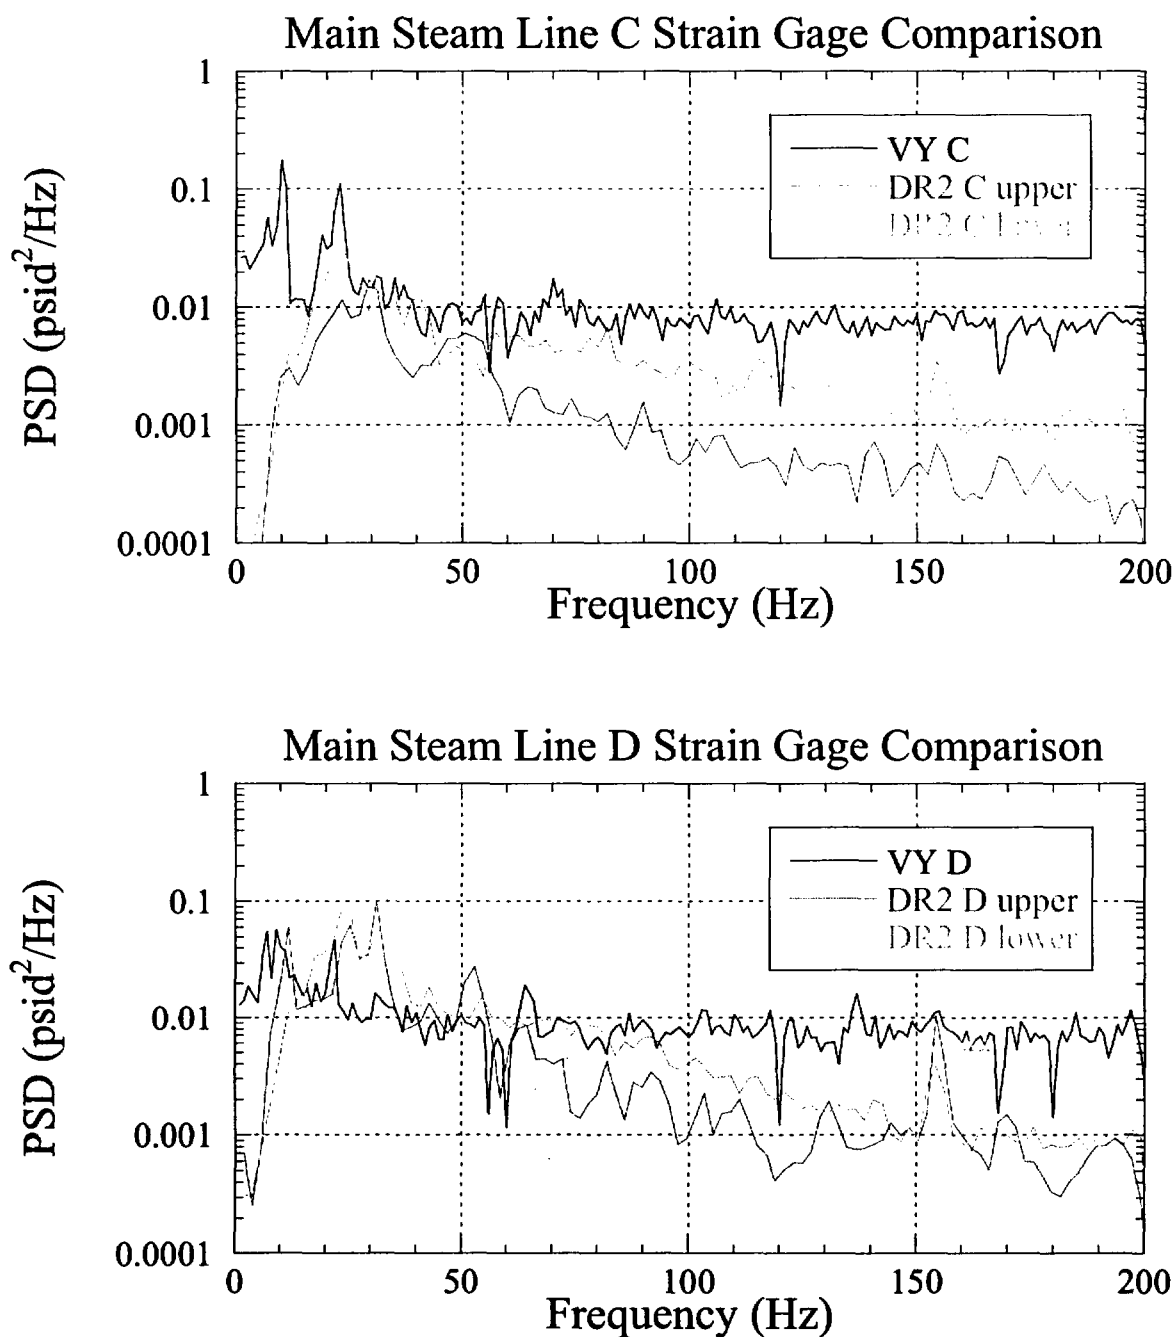 Main Steam Line C Strain Gage Comparison
1
0.1
0.01
0.001
0.0001
PSD (psid²/Hz)
VY C
DR2 C upper
DR2 C lower
0 50 100 150 200
Frequency (Hz)
Main Steam Line D Strain Gage Comparison
1
0.1
0.01
0.001
0.0001
PSD (psid²/Hz)
VY D
DR2 D upper
DR2 D lower
0 50 100 150 200
Frequency (Hz)